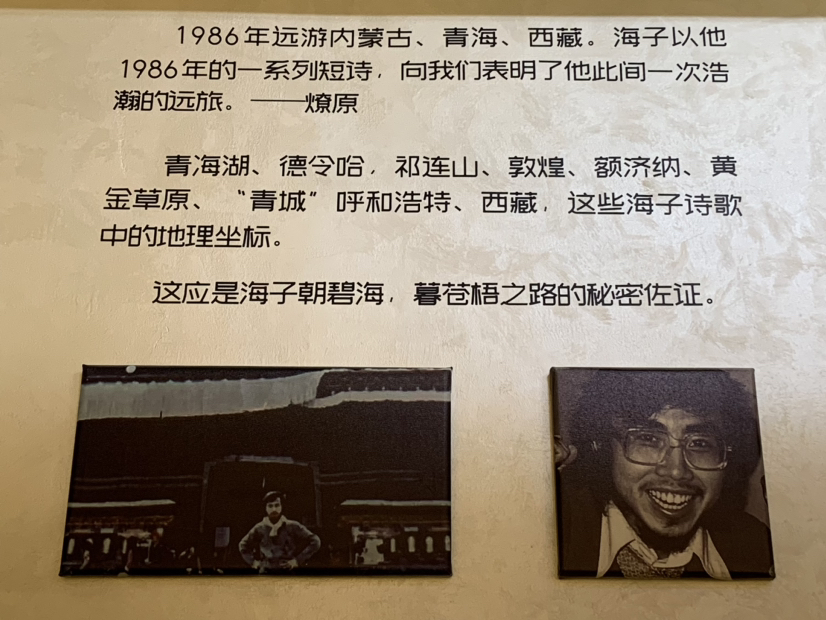 1986年远游内蒙古、青海、西藏。海子以他
1986年的一系列短诗，向我们表明了他此间一次浩
瀚的远旅。——燎原
青海湖、德令哈，祁连山、敦煌、额济纳、黄
金草原、“青城”呼和浩特、西藏，这些海子诗歌
中的地理坐标。
这应是海子朝碧海，暮苍梧之路的秘密佐证。